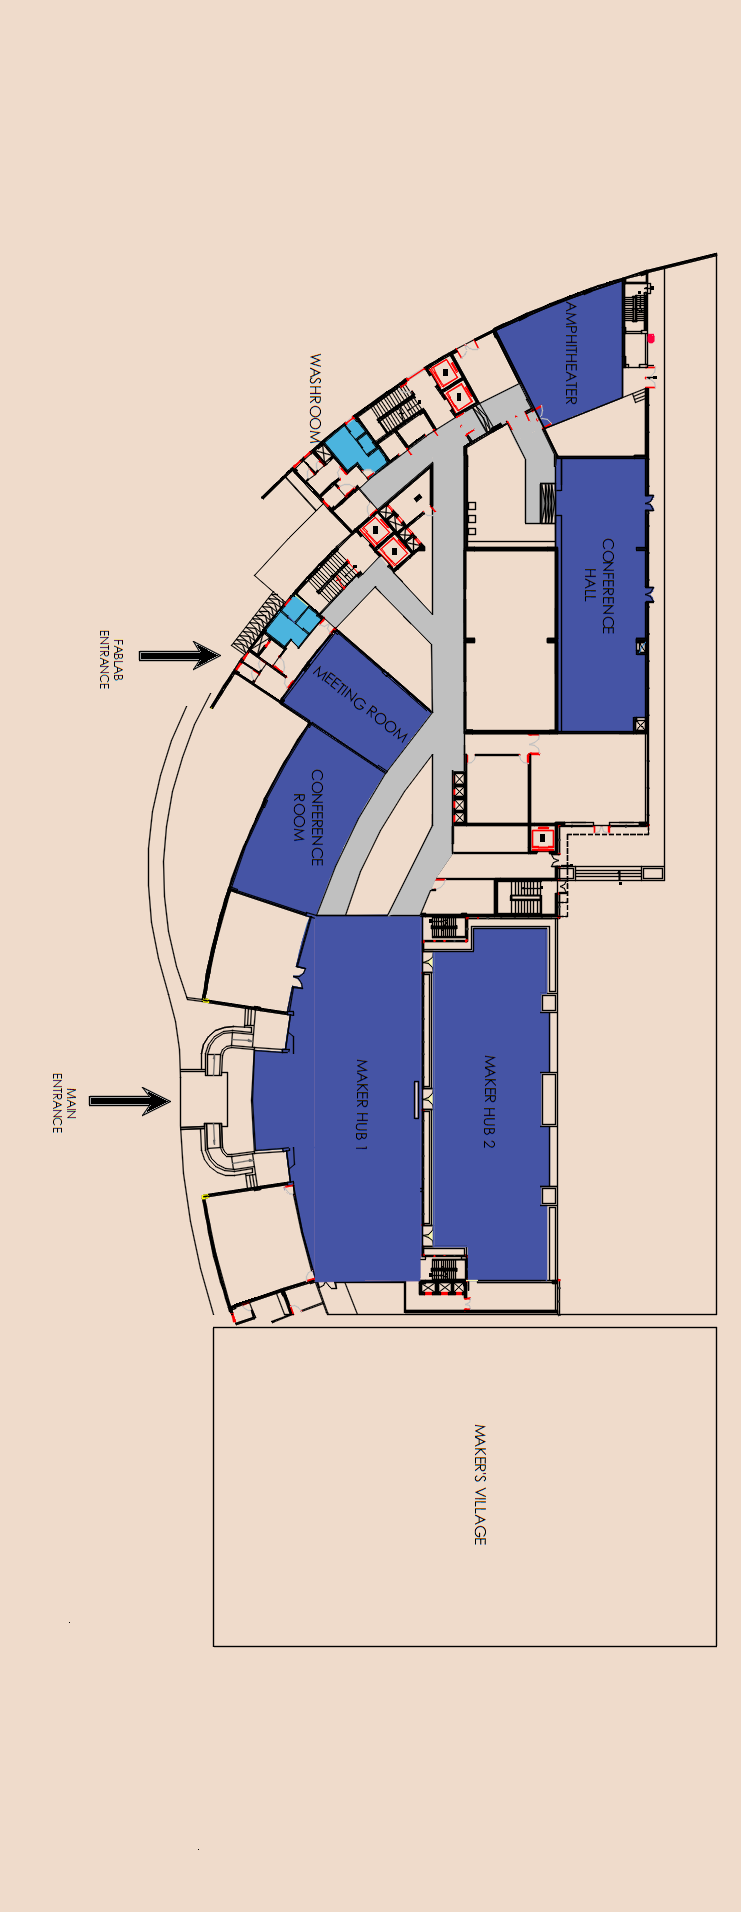 AMPHITHEATER
WASHROOM
CONFERENCE
HALL
FABLAB
ENTRANCE
MEETING ROOM
CONFERENCE
ROOM
MAIN
ENTRANCE
MAKER HUB 1
MAKER HUB 2
MAKER'S VILLAGE